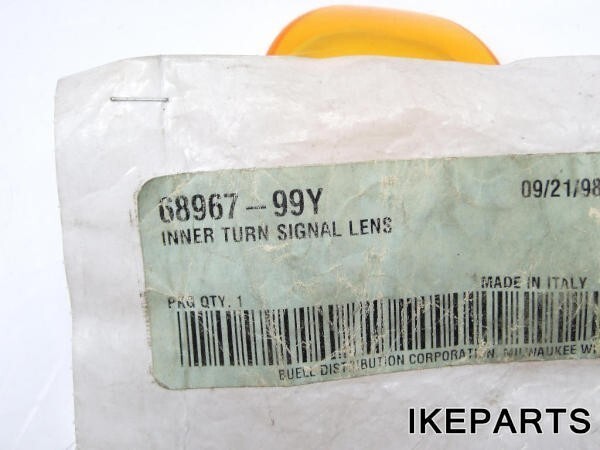 68967-99Y
09/21/98
INNER TURN SIGNAL LENS
MADE IN ITALY
PKG QTY. 1
BUELL DISTRIBUTION CORPORATION, MILWAUKEE WI
IKEPARTS